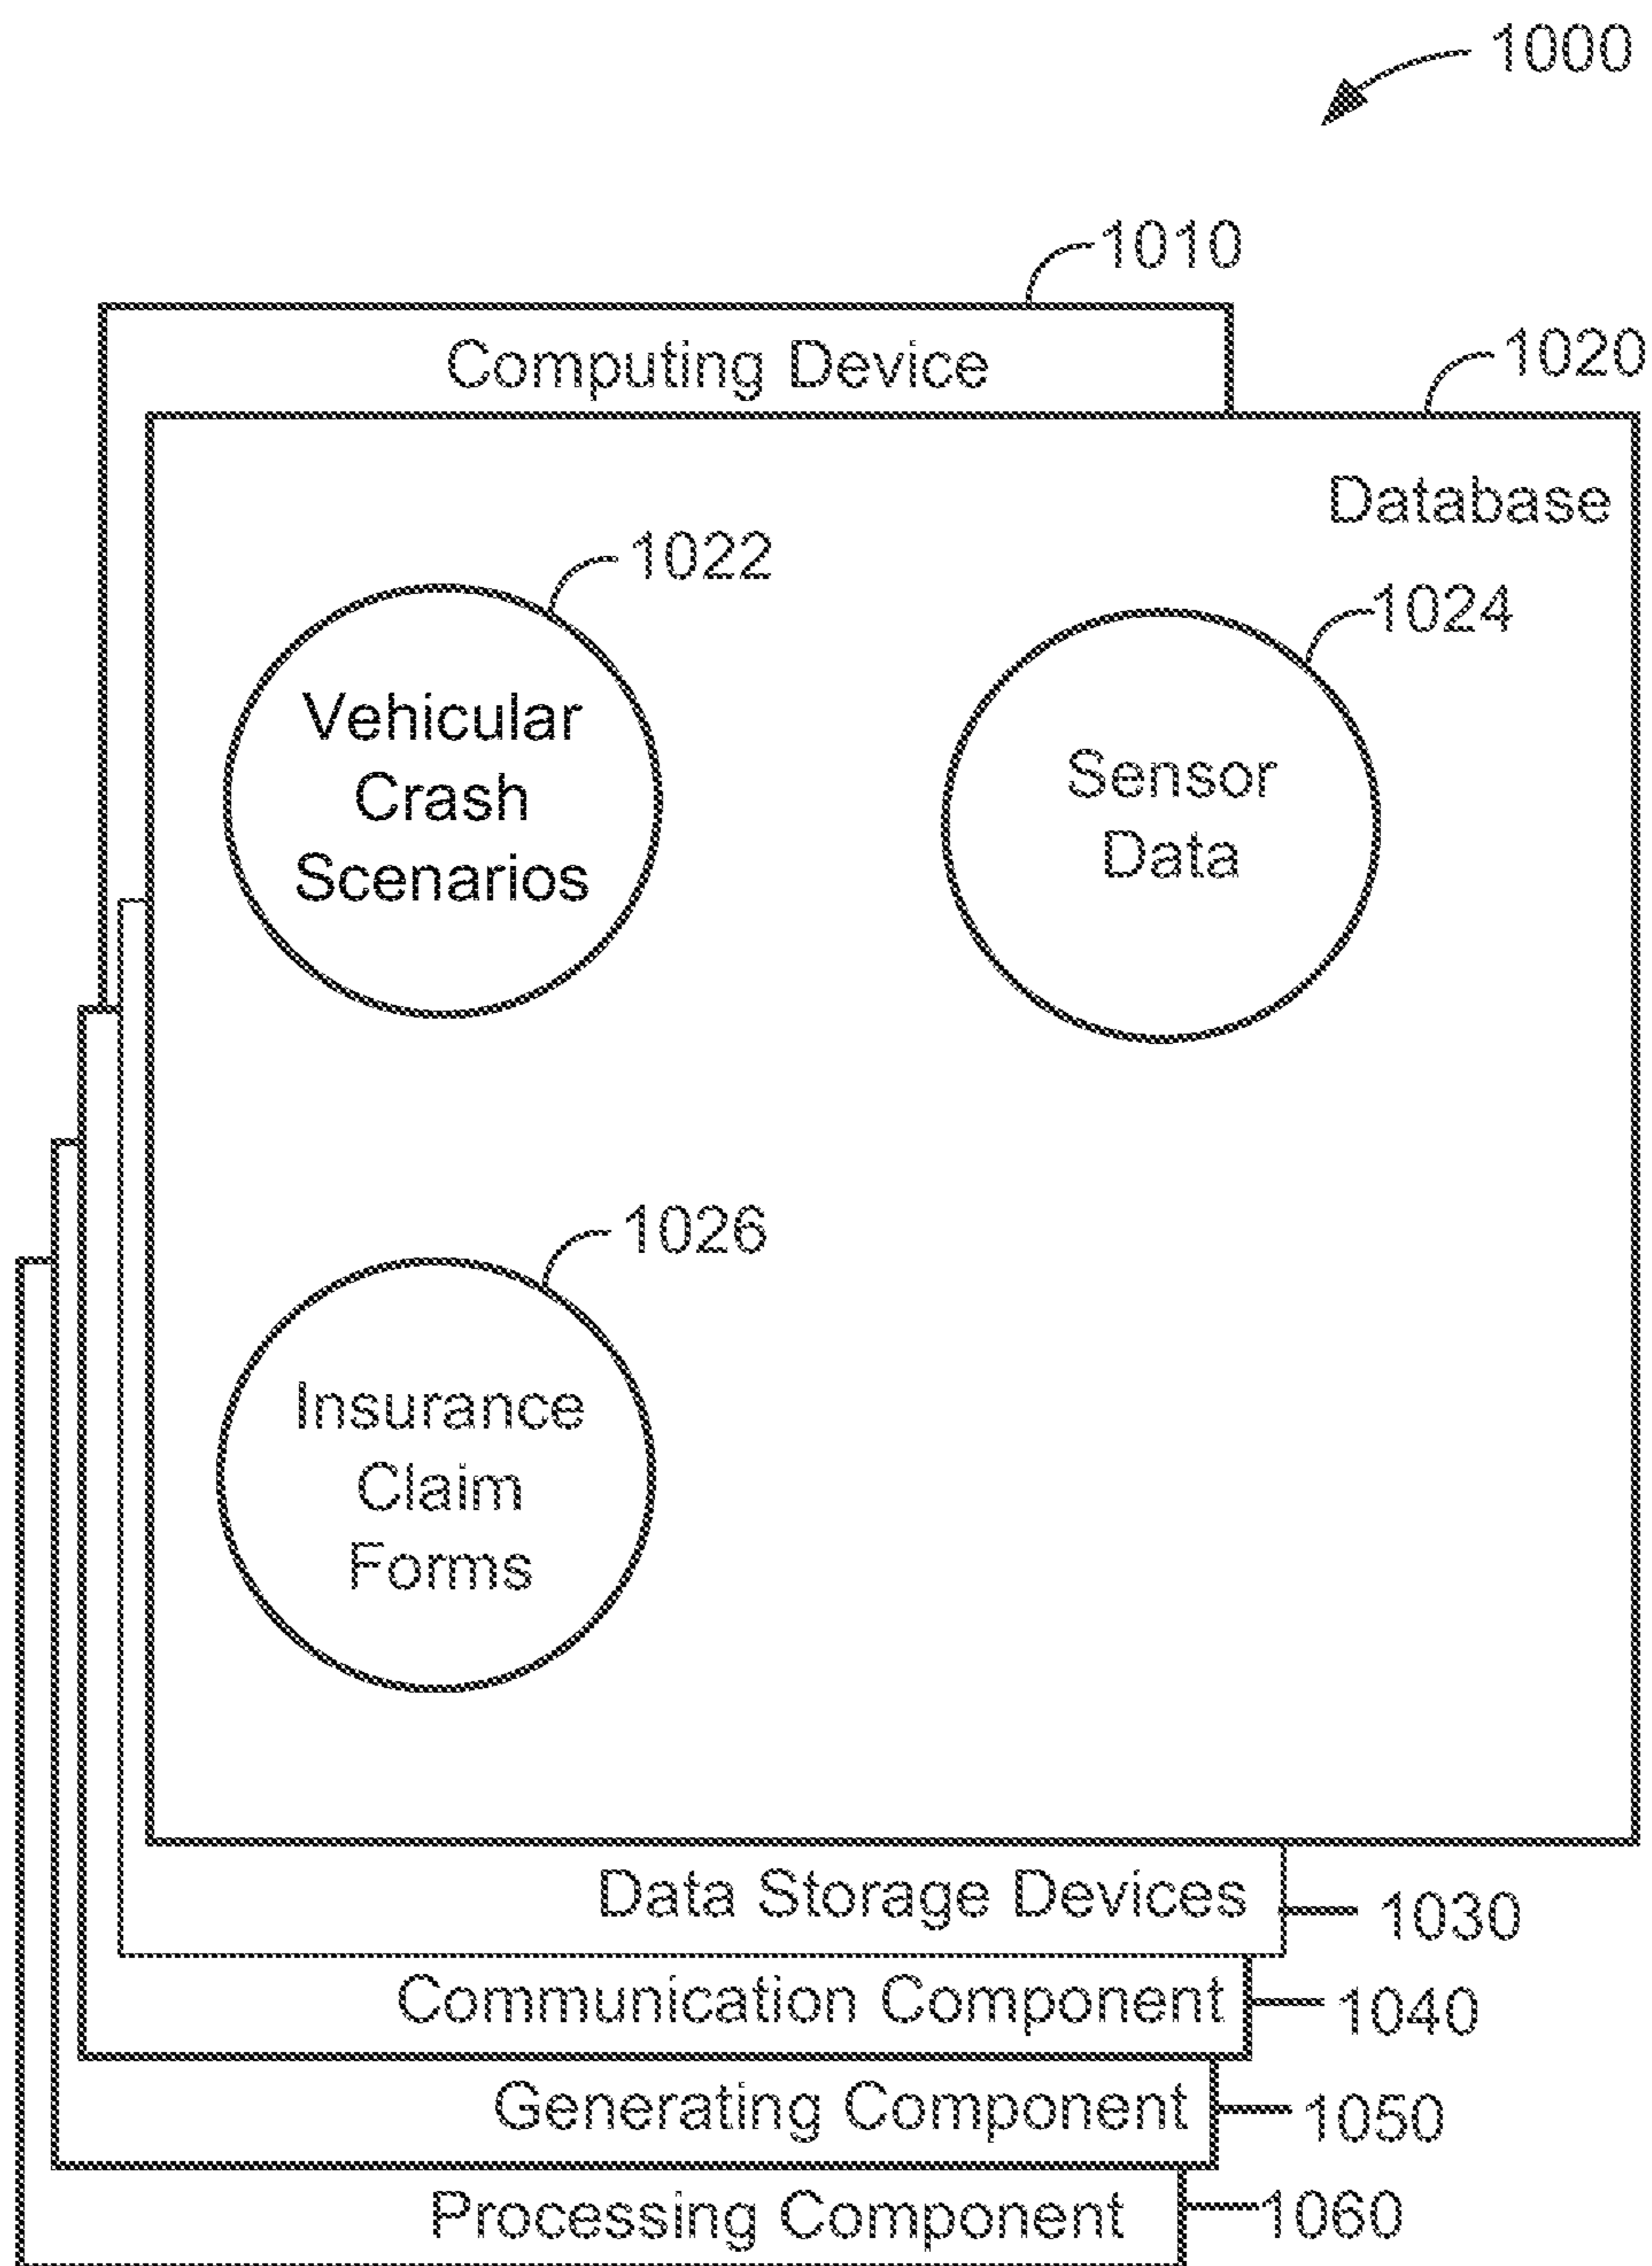 1000
1010
Computing Device
1020
Database
1022
1024
Vehicular
Crash
Scenarios
Sensor
Data
1026
Insurance
Claim
Forms
Data Storage Devices
1030
Communication Component
1040
Generating Component
1050
Processing Component
1060